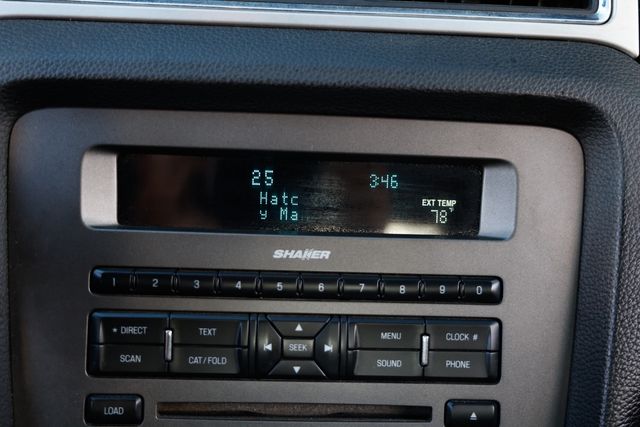 25 3:46
Hatc EXT TEMP
y Ma 78°F
SHAKER
1 2 3 4 5 6 7 8 9 0
* DIRECT TEXT MENU CLOCK #
SEEK
SCAN CAT/FOLD SOUND PHONE
LOAD